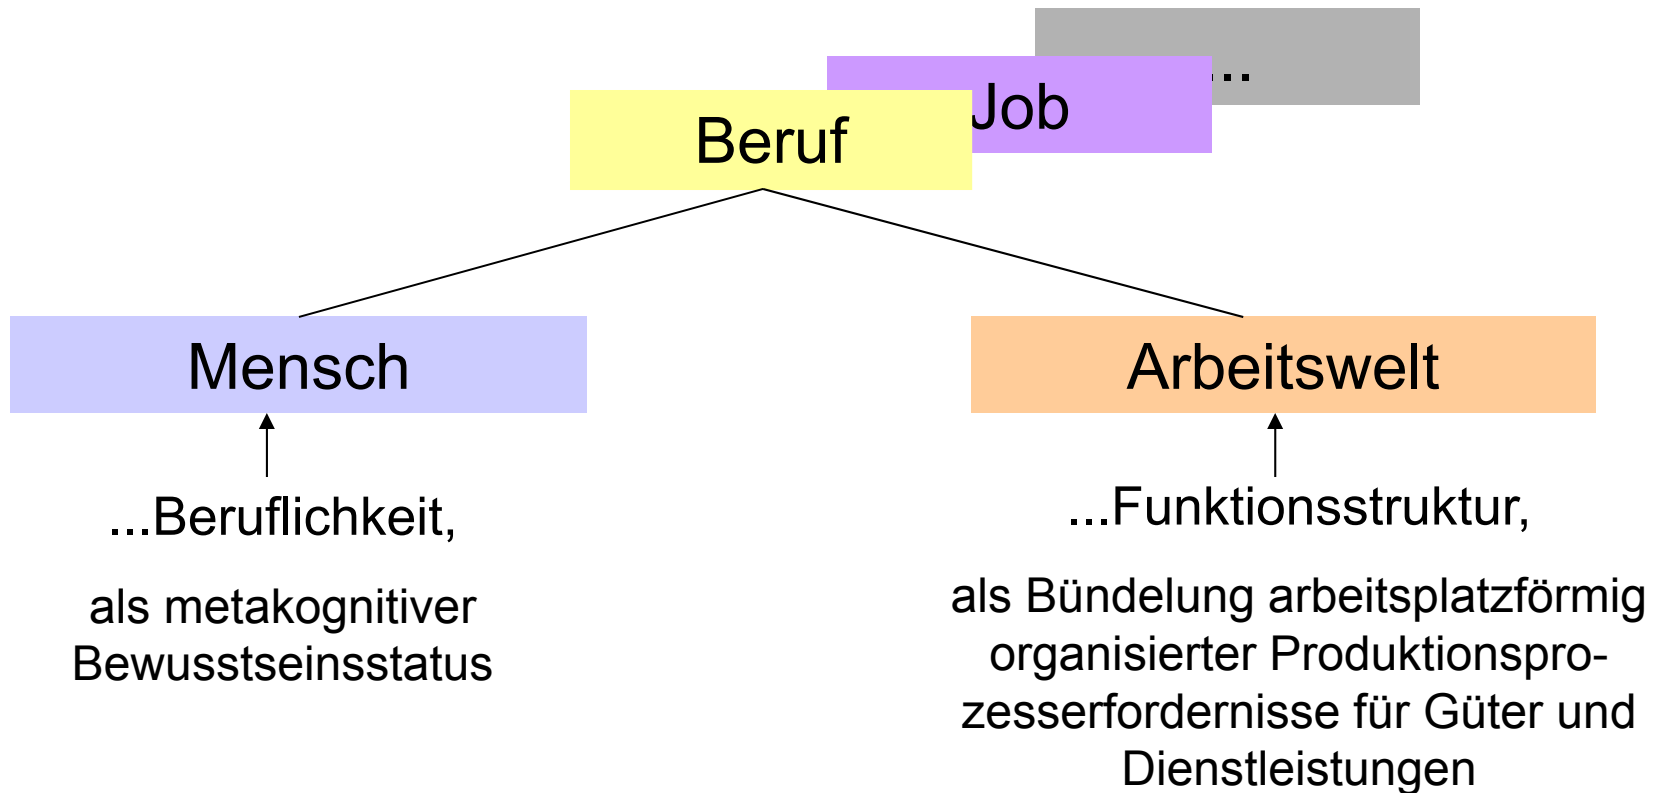 ...
Job
Beruf
Mensch
Arbeitswelt
...Beruflichkeit,
als metakognitiver
Bewusstseinsstatus
...Funktionsstruktur,
als Bündelung arbeitsplatzförmig
organisierter Produktionspro-
zesserfordernisse für Güter und
Dienstleistungen